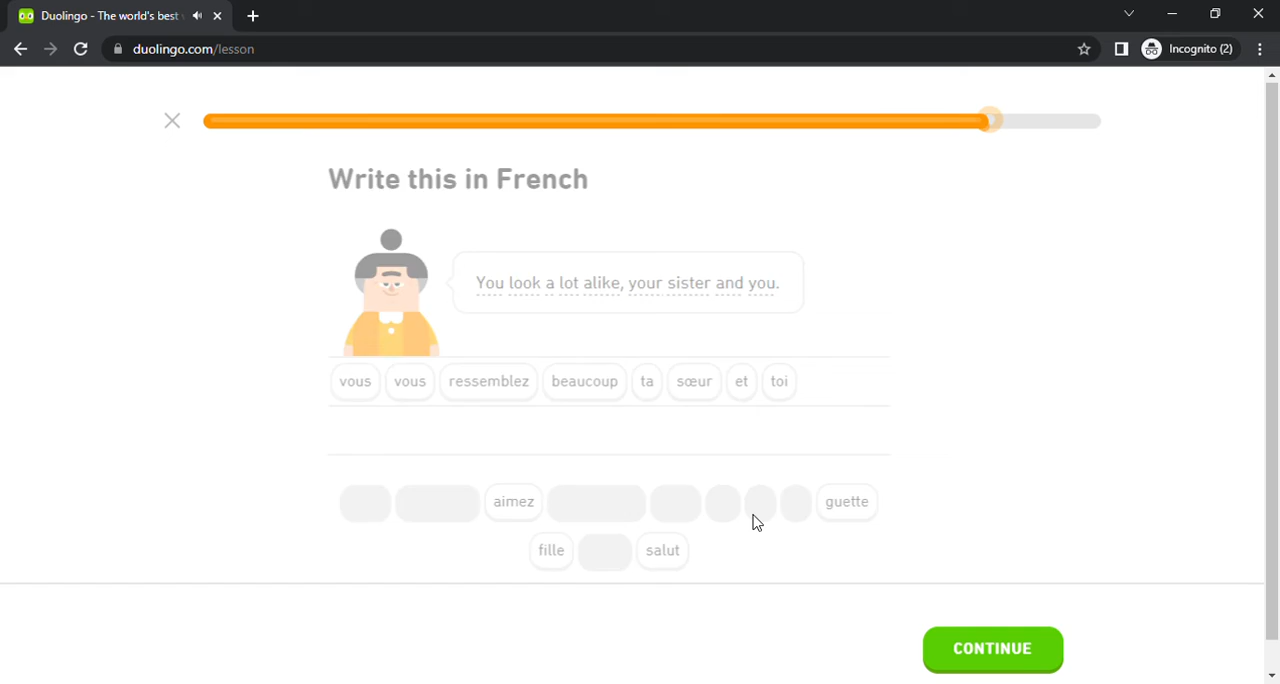 Duolingo - The world's best
duolingo.com/lesson
Incognito (2)
Write this in French
You look a lot alike, your sister and you.
vous vous ressemblez beaucoup ta sœur et toi
aimez guette
fille salut
CONTINUE